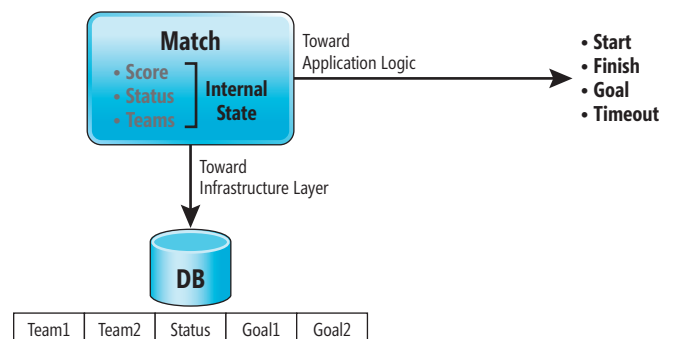 Match
• Score
• Status
• Teams
Internal
State
Toward
Application Logic
• Start
• Finish
• Goal
• Timeout
Toward
Infrastructure Layer
DB
Team1 Team2 Status Goal1 Goal2